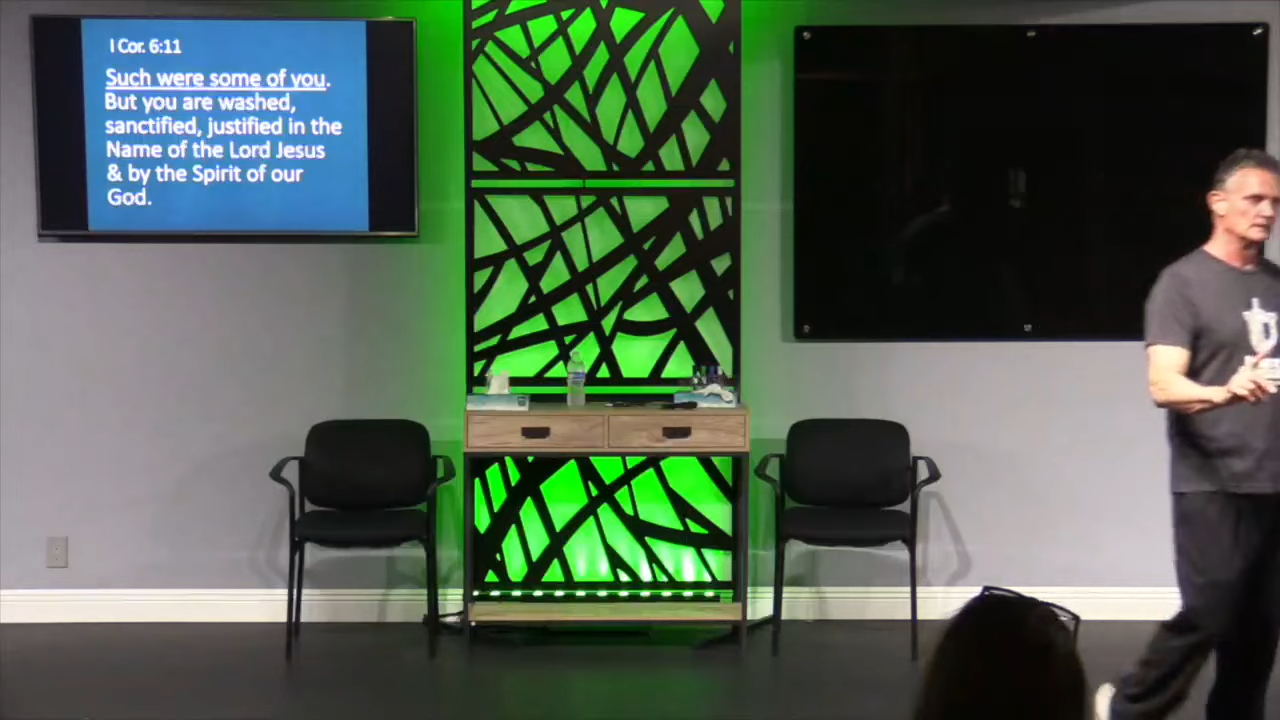 I Cor. 6:11
Such were some of you.
But you are washed,
sanctified, justified in the
Name of the Lord Jesus
& by the Spirit of our
God.